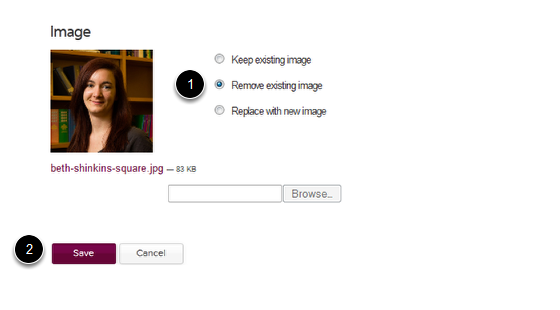 Image
Keep existing image
1
Remove existing image
Replace with new image
beth-shinkins-square.jpg — 83 KB
Browse...
2
Save
Cancel